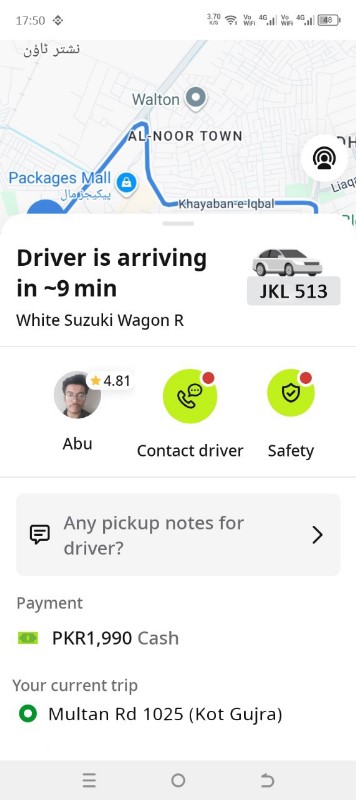 17:50
3.70 K/S Vo WiFi 4G Vo WiFi 4G 48
نشتر ٹاؤن
Walton
AL-NOOR TOWN
DH
Packages Mall
پیکیجز مال
Khayaban-e-Iqbal
Liaq
Driver is arriving
in ~9 min
JKL 513
White Suzuki Wagon R
4.81
Abu
Contact driver
Safety
Any pickup notes for
driver?
Payment
PKR1,990 Cash
Your current trip
Multan Rd 1025 (Kot Gujra)